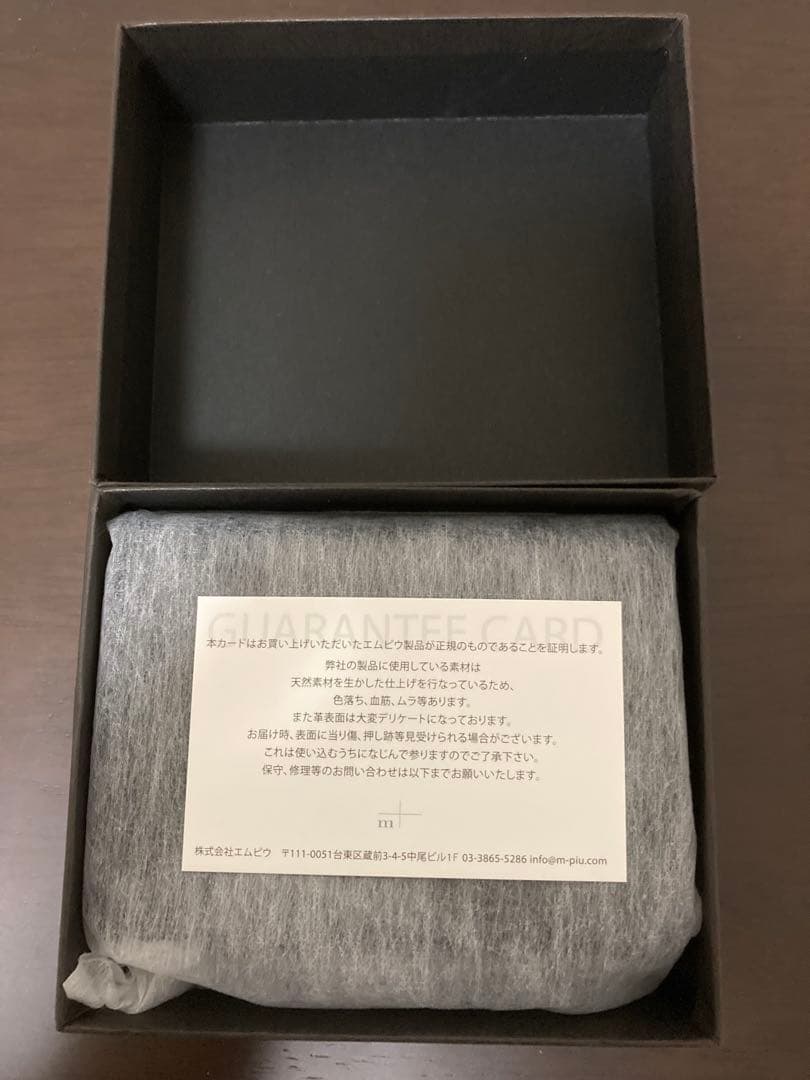 GUARANTEE CARD
本カードはお買い上げいただいたエムピウ製品が正規のものであることを証明します。
弊社の製品に使用している素材は
天然素材を生かした仕上げを行なっているため、
色落ち、血筋、ムラ等あります。
また革表面は大変デリケートになっております。
お届け時、表面に当り傷、押し跡等見受けられる場合がございます。
これは使い込むうちになじんで参りますのでご了承下さい。
保守、修理等のお問い合わせは以下までお願いいたします。
m+
株式会社エムピウ 〒111-0051台東区蔵前3-4-5中尾ビル1F 03-3865-5286 info@m-piu.com